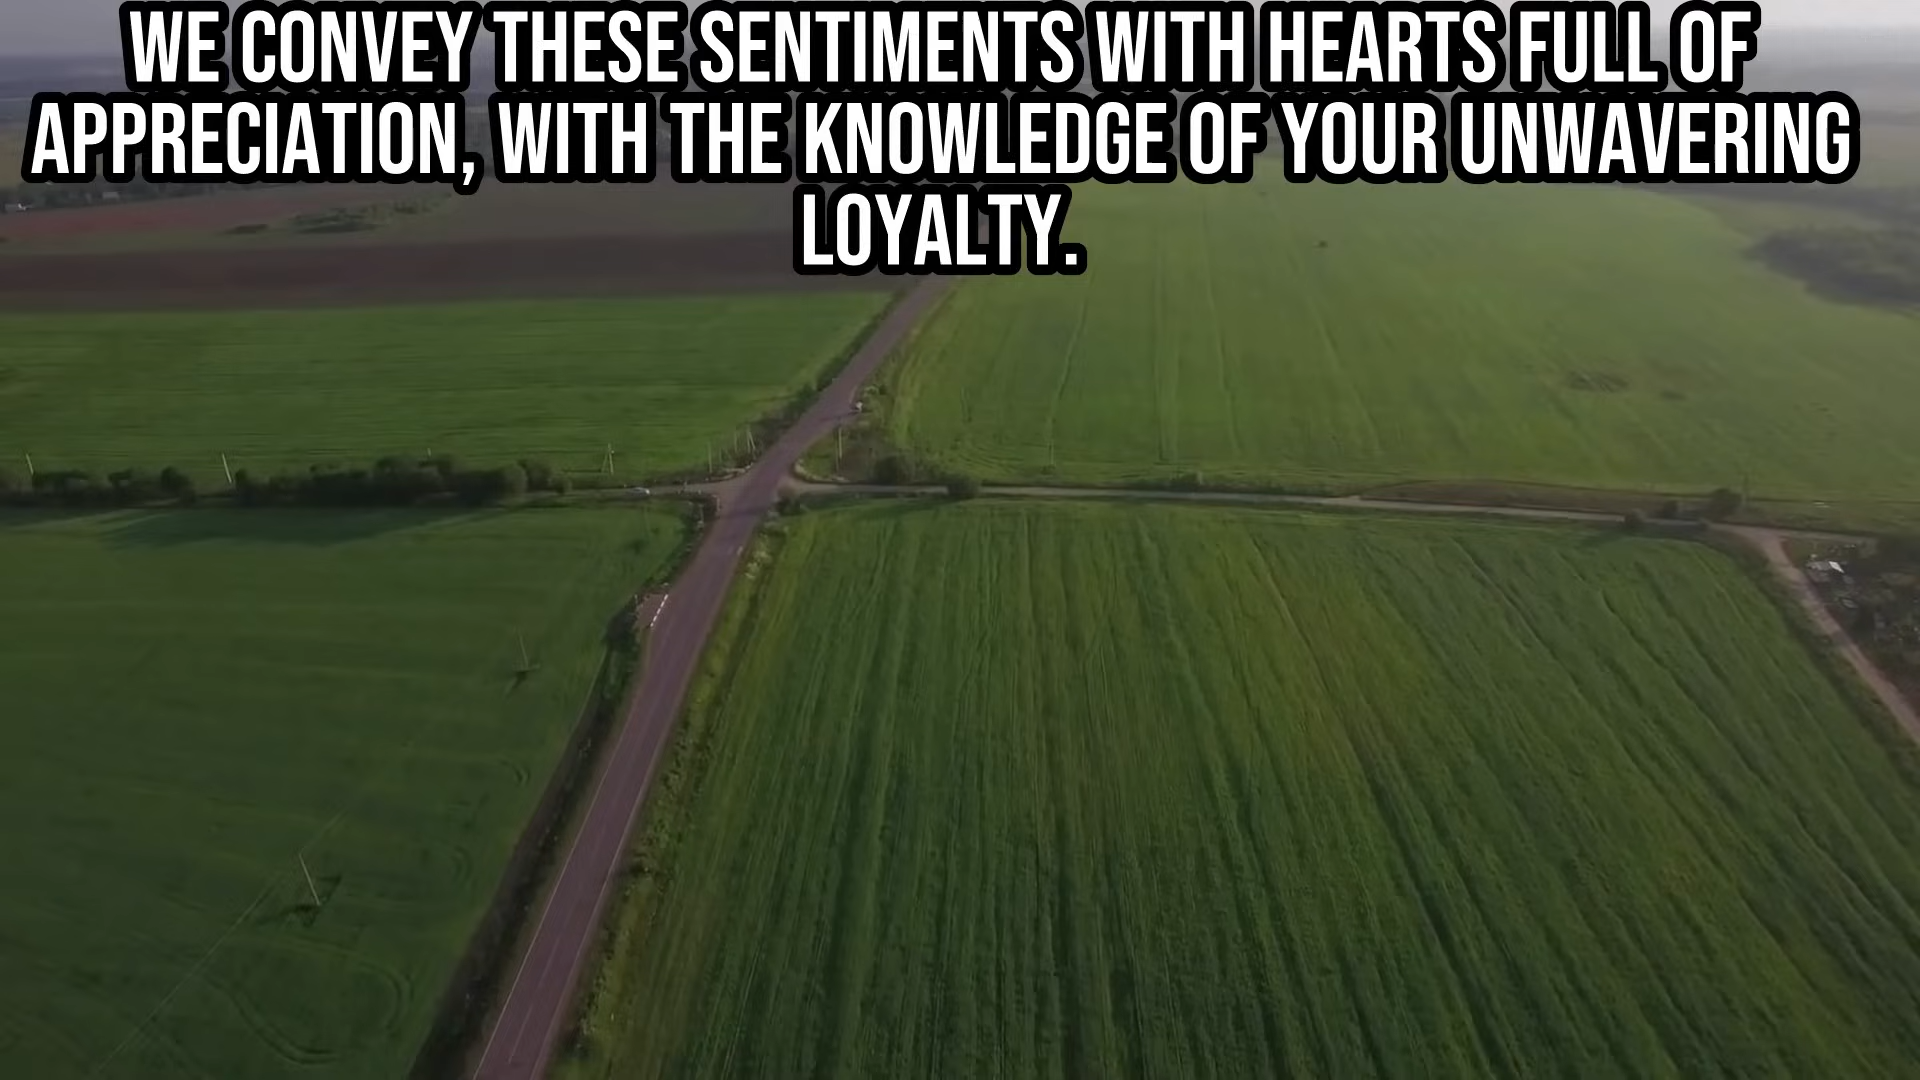 WE CONVEY THESE SENTIMENTS WITH HEARTS FULL OF
APPRECIATION, WITH THE KNOWLEDGE OF YOUR UNWAVERING
LOYALTY.